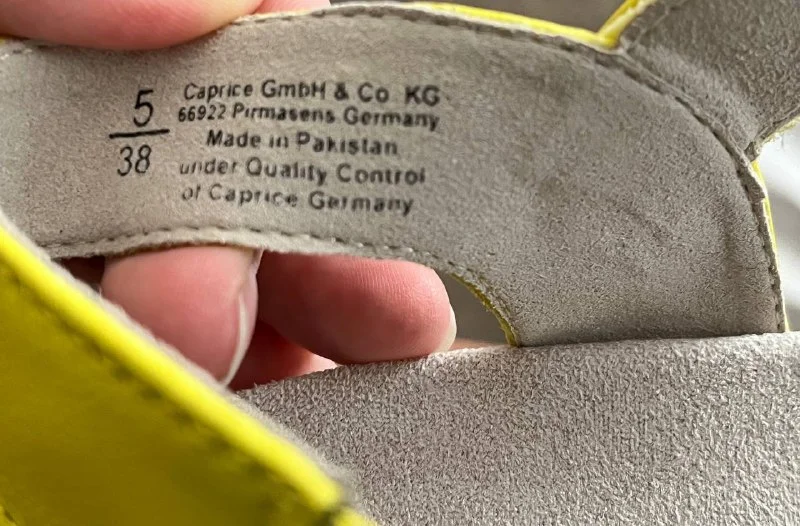 5
38
Caprice GmbH & Co KG
66922 Pirmasens Germany
Made in Pakistan
under Quality Control
of Caprice Germany